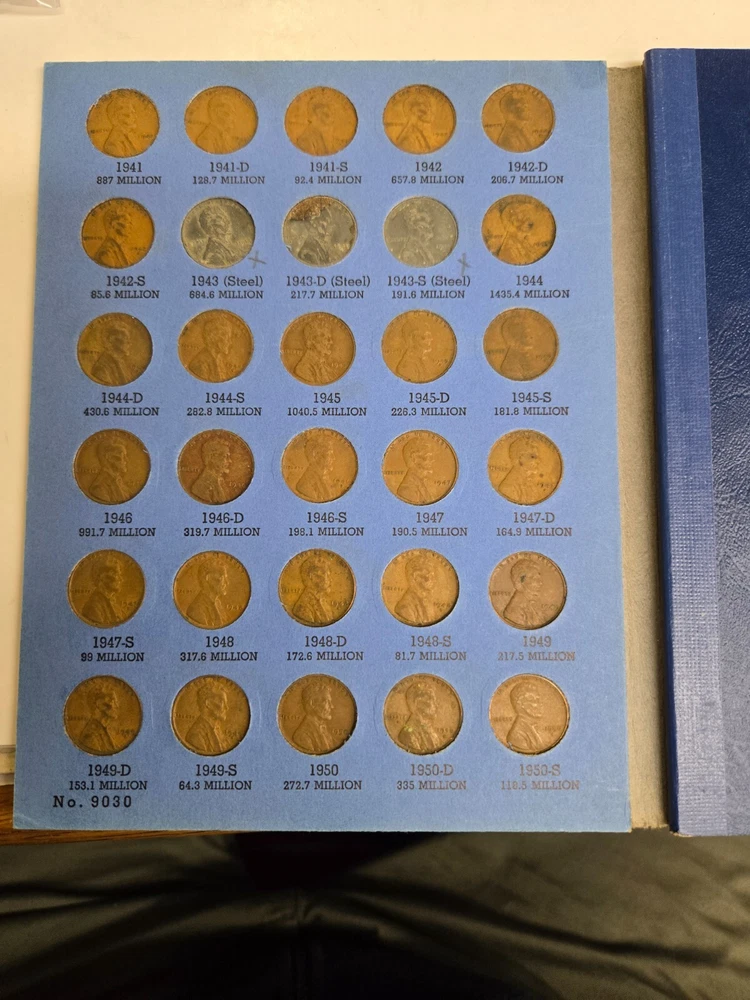 1941 1941-D 1941-S 1942 1942-D
887 MILLION 128.7 MILLION 92.4 MILLION 657.8 MILLION 206.7 MILLION
1942-S 1943 (Steel) 1943-D (Steel) 1943-S (Steel) 1944
85.6 MILLION 684.6 MILLION 217.7 MILLION 191.6 MILLION 1435.4 MILLION
1944-D 1944-S 1945 1945-D 1945-S
430.6 MILLION 282.8 MILLION 1040.5 MILLION 226.3 MILLION 181.8 MILLION
1946 1946-D 1946-S 1947 1947-D
991.7 MILLION 319.7 MILLION 198.1 MILLION 190.5 MILLION 164.9 MILLION
1947-S 1948 1948-D 1948-S 1949
99 MILLION 317.6 MILLION 172.6 MILLION 81.7 MILLION 217.5 MILLION
1949-D 1949-S 1950 1950-D 1950-S
153.1 MILLION 64.3 MILLION 272.7 MILLION 335 MILLION 118.5 MILLION
No. 9030